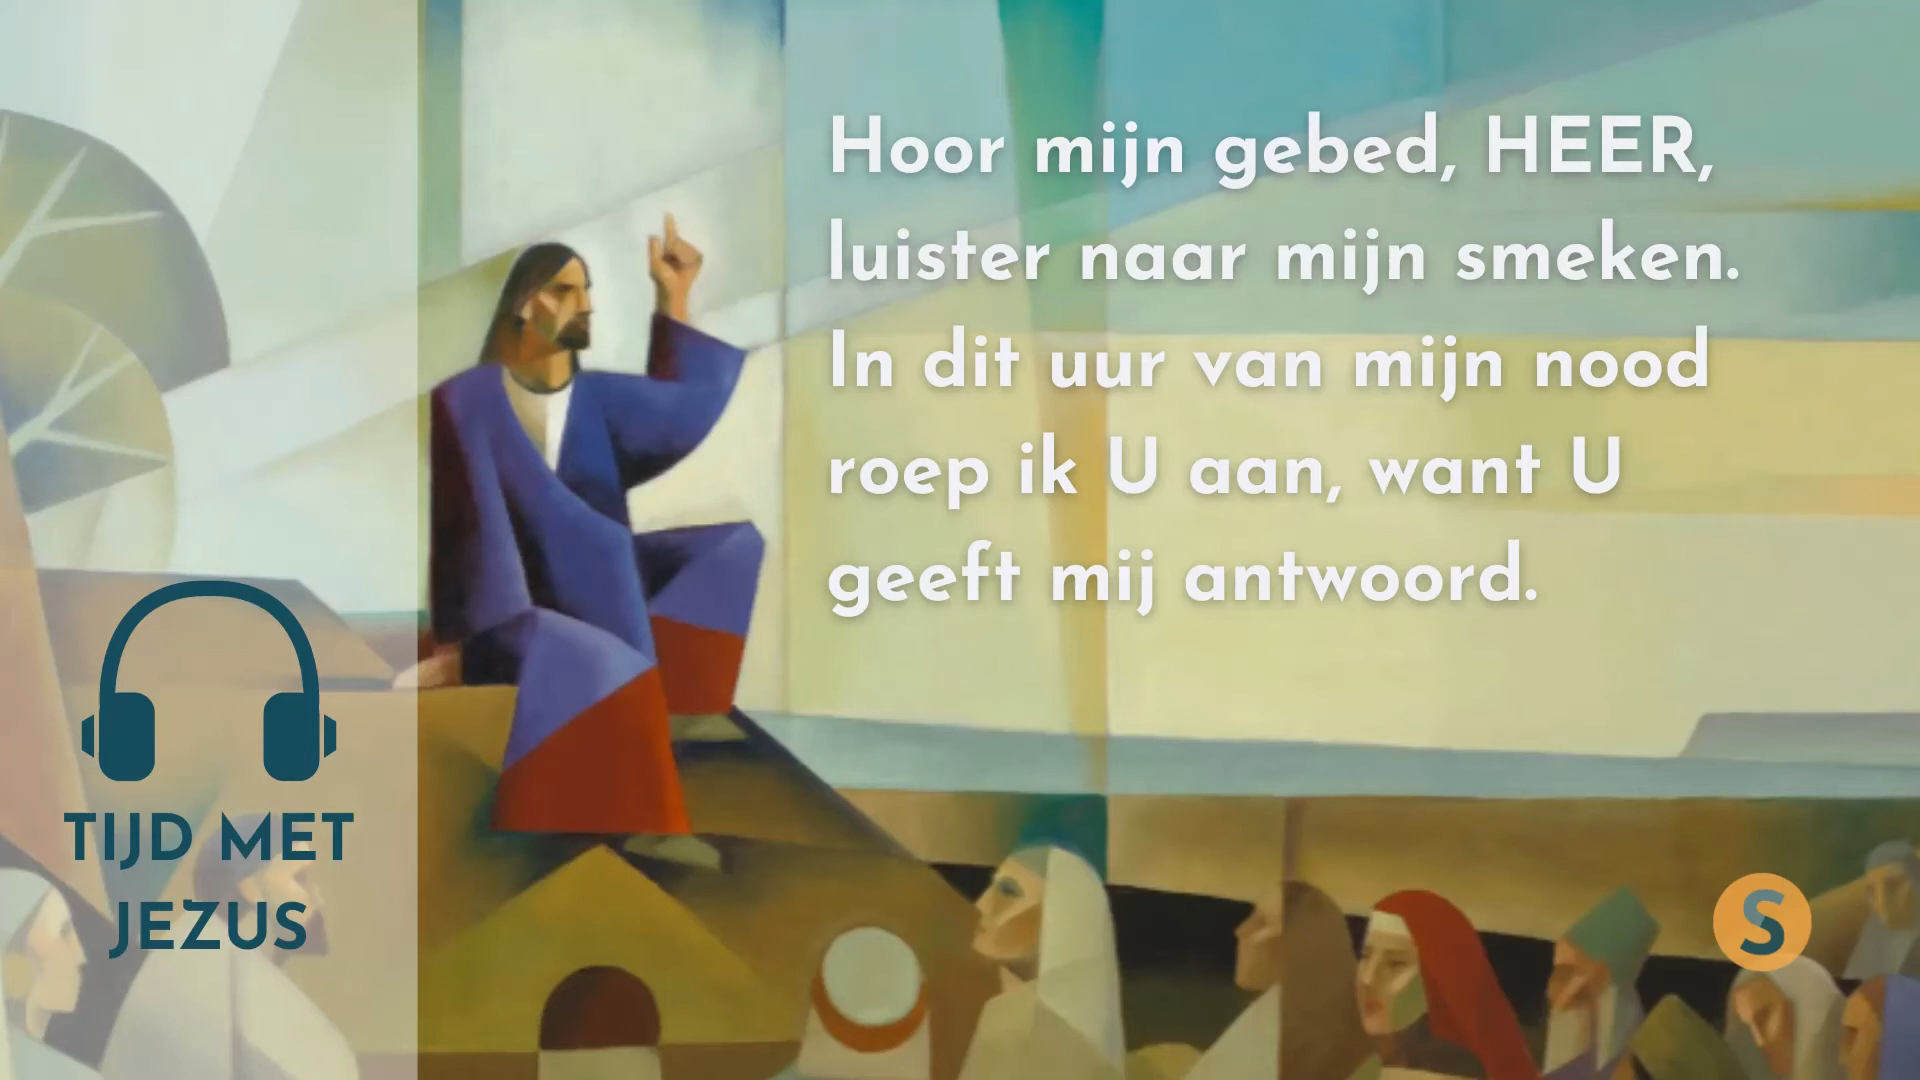 Hoor mijn gebed, HEER,
luister naar mijn smeken.
In dit uur van mijn nood
roep ik U aan, want U
geeft mij antwoord.
TIJD MET
JEZUS
S